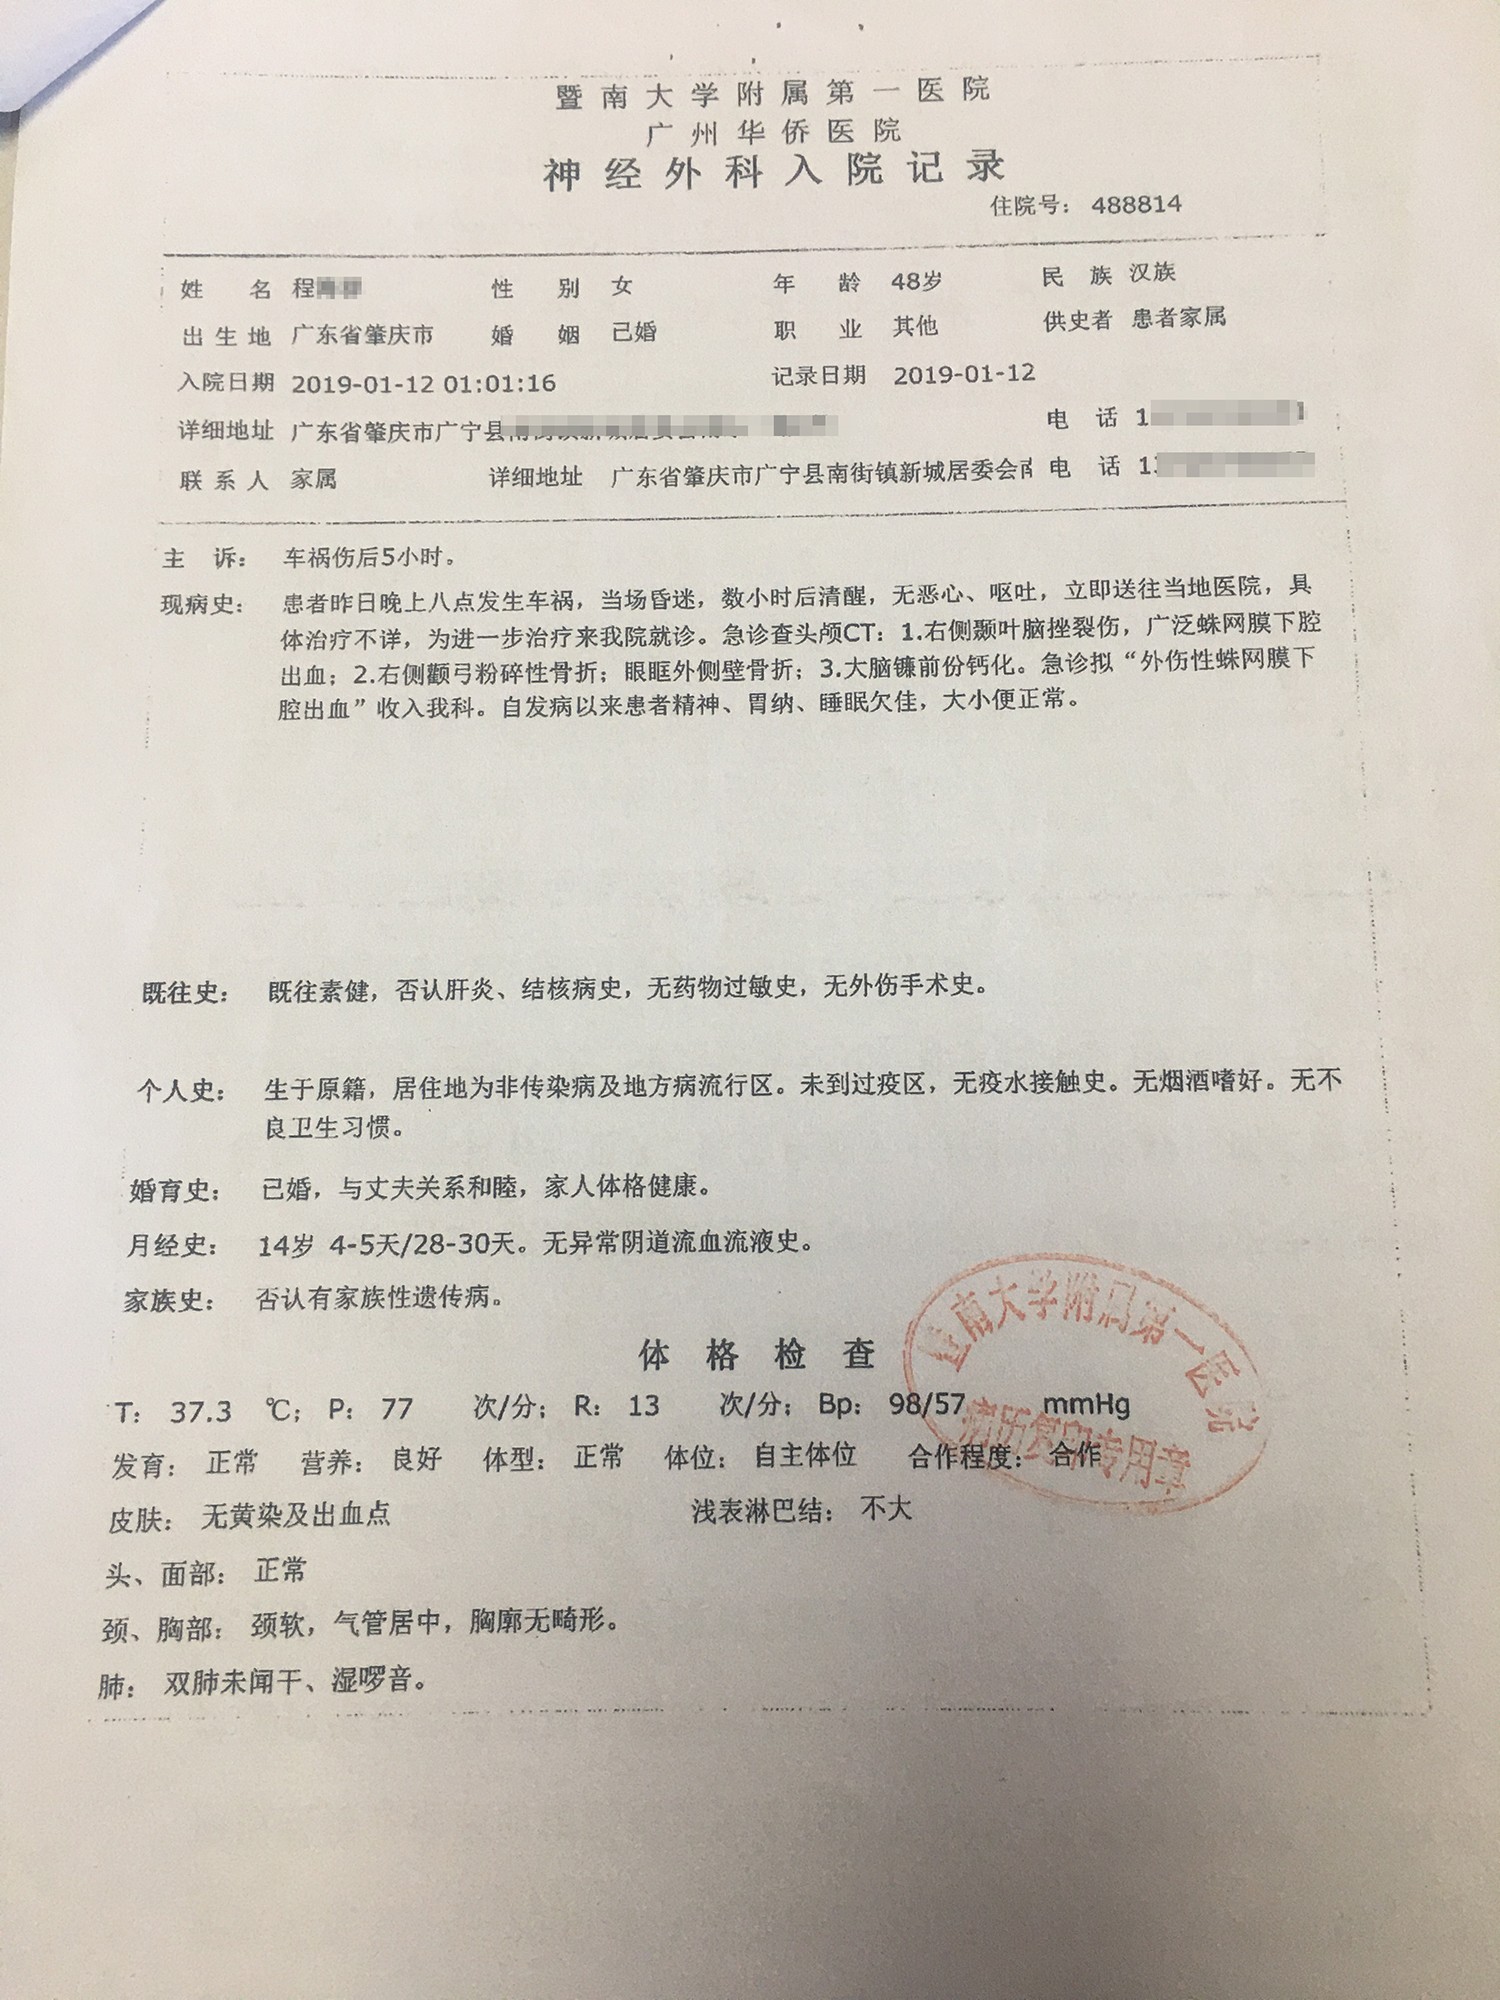 暨南大学附属第一医院
广州华侨医院
神经外科入院记录
住院号： 488814
姓 名 程 性 别 女 年 龄 48岁 民 族 汉族
出生地 广东省肇庆市 婚 姻 已婚 职 业 其他 供史者 患者家属
入院日期 2019-01-12 01:01:16 记录日期 2019-01-12
详细地址 广东省肇庆市广宁县 电 话 1
联系人 家属 详细地址 广东省肇庆市广宁县南街镇新城居委会 电 话 1
主 诉： 车祸伤后5小时。
现病史： 患者昨日晚上八点发生车祸，当场昏迷，数小时后清醒，无恶心、呕吐，立即送往当地医院，具
体治疗不详，为进一步治疗来我院就诊。急诊查头颅CT：1.右侧颞叶脑挫裂伤，广泛蛛网膜下腔
出血；2.右侧颧弓粉碎性骨折；眼眶外侧壁骨折；3.大脑镰前份钙化。急诊拟“外伤性蛛网膜下
腔出血”收入我科。自发病以来患者精神、胃纳、睡眠欠佳，大小便正常。
既往史： 既往素健，否认肝炎、结核病史，无药物过敏史，无外伤手术史。
个人史： 生于原籍，居住地为非传染病及地方病流行区。未到过疫区，无疫水接触史。无烟酒嗜好。无不
良卫生习惯。
婚育史： 已婚，与丈夫关系和睦，家人体格健康。
月经史： 14岁 4-5天/28-30天。无异常阴道流血流液史。
家族史： 否认有家族性遗传病。
体格检查
T： 37.3 ℃； P： 77 次/分； R： 13 次/分； Bp： 98/57 mmHg
发育： 正常 营养： 良好 体型： 正常 体位： 自主体位 合作程度： 合作
皮肤： 无黄染及出血点 浅表淋巴结： 不大
头、面部： 正常
颈、胸部： 颈软，气管居中，胸廓无畸形。
肺： 双肺未闻干、湿啰音。
暨南大学附属第一医院
病历复印专用章